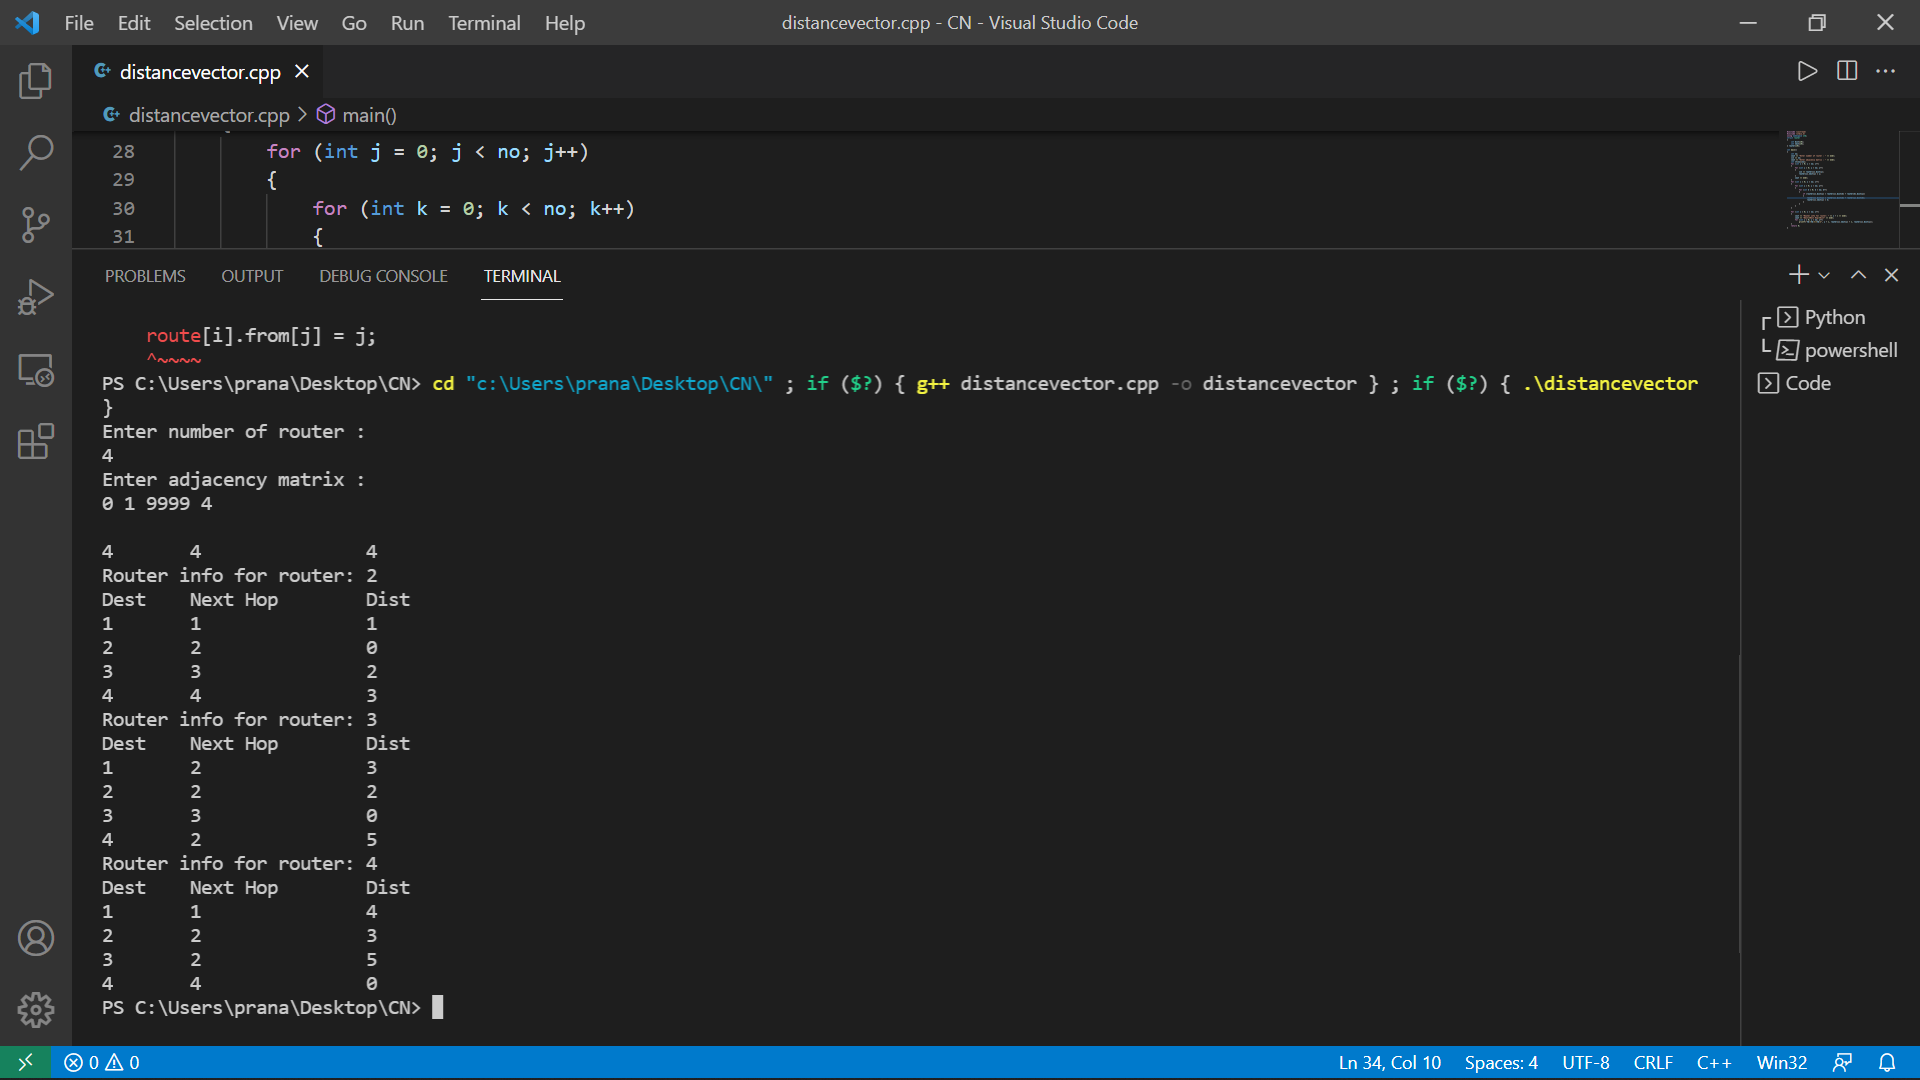 File Edit Selection View Go Run Terminal Help distancevector.cpp - CN - Visual Studio Code
distancevector.cpp
distancevector.cpp > main()
28 for (int j = 0; j < no; j++)
29 {
30 for (int k = 0; k < no; k++)
31 {
PROBLEMS OUTPUT DEBUG CONSOLE TERMINAL
Python
powershell
Code
route[i].from[j] = j;
^~~~~
PS C:\Users\prana\Desktop\CN> cd "c:\Users\prana\Desktop\CN\" ; if ($?) { g++ distancevector.cpp -o distancevector } ; if ($?) { .\distancevector
}
Enter number of router :
4
Enter adjacency matrix :
0 1 9999 4
4 4 4
Router info for router: 2
Dest Next Hop Dist
1 1 1
2 2 0
3 3 2
4 4 3
Router info for router: 3
Dest Next Hop Dist
1 2 3
2 2 2
3 3 0
4 2 5
Router info for router: 4
Dest Next Hop Dist
1 1 4
2 2 3
3 2 5
4 4 0
PS C:\Users\prana\Desktop\CN>
0 0 Ln 34, Col 10 Spaces: 4 UTF-8 CRLF C++ Win32